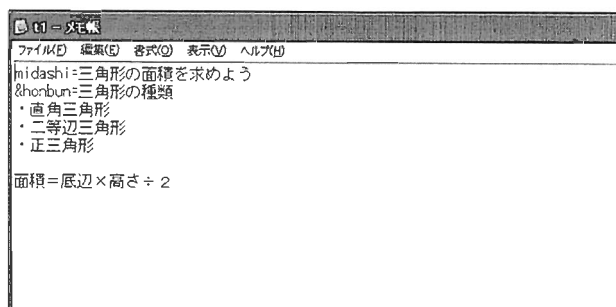 t1 - メモ帳
ファイル(F) 編集(E) 書式(O) 表示(V) ヘルプ(H)
midashi=三角形の面積を求めよう
&honbun=三角形の種類
・直角三角形
・二等辺三角形
・正三角形
面積＝底辺×高さ÷２